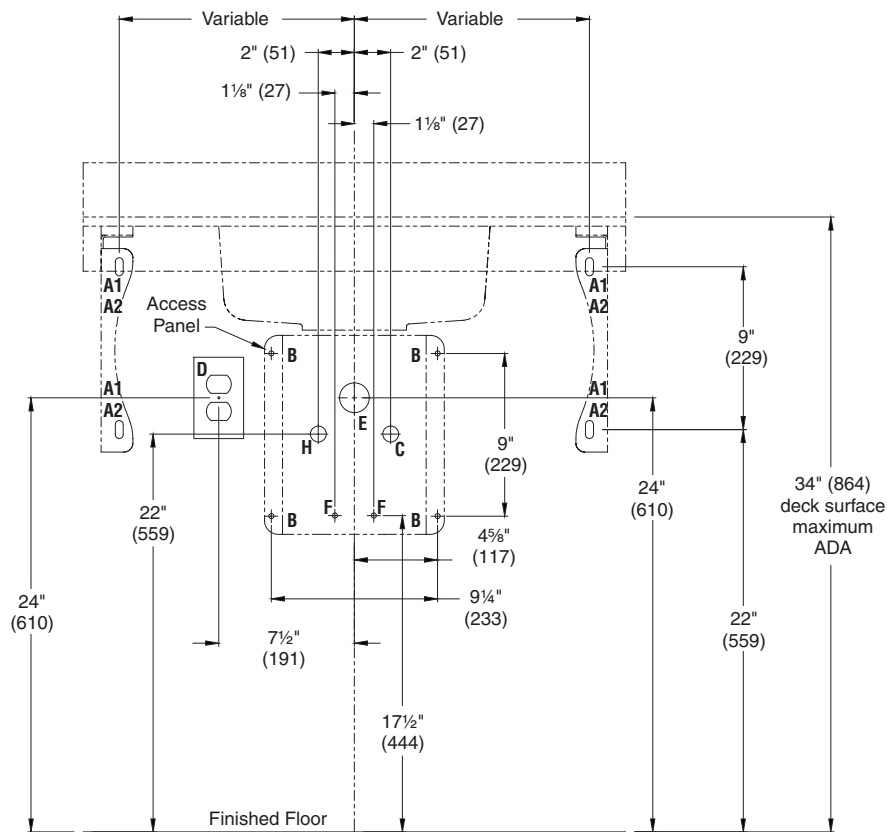 Variable
Variable
2" (51)
2" (51)
1⅛" (27)
1⅛" (27)
A1
A2
A1
A2
Access
Panel
B
B
9"
(229)
D
A1
A2
A1
A2
E
H
C
9"
(229)
22"
(559)
24"
(610)
34" (864)
deck surface
maximum
ADA
F
F
B
B
4⅝"
(117)
24"
(610)
9¼"
(233)
22"
(559)
7½"
(191)
17½"
(444)
Finished Floor